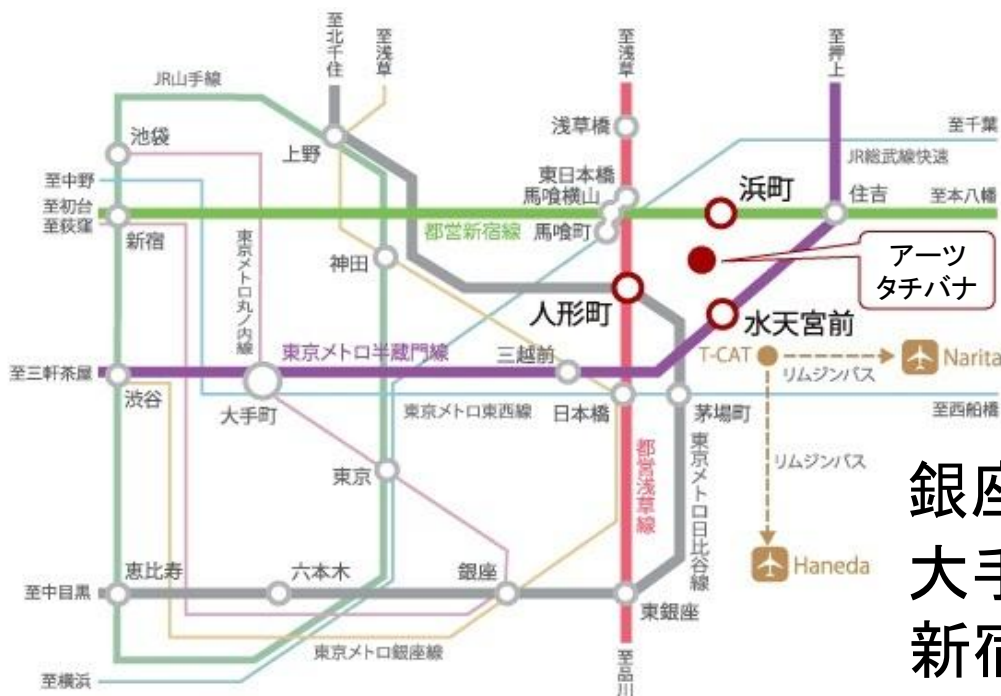 至北千住
至浅草
至浅草
至押上
JR山手線
池袋
上野
浅草橋
至千葉
JR総武線快速
東日本橋
馬喰横山
馬喰町
浜町
住吉
至中野
至初台
至荻窪
至本八幡
新宿
都営新宿線
東京メトロ丸ノ内線
神田
アーツ
タチバナ
人形町
水天宮前
東京メトロ半蔵門線
三越前
T-CAT
リムジンバス
Narita
至三軒茶屋
渋谷
大手町
東京メトロ東西線
日本橋
茅場町
至西船橋
東京
都営浅草線
東京メトロ日比谷線
リムジンバス
Haneda
恵比寿
六本木
銀座
東銀座
至中目黒
東京メトロ銀座線
至横浜
至品川
銀座
大手
新宿